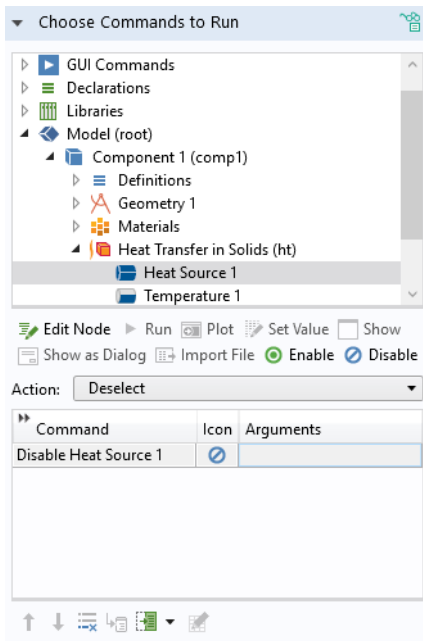 Choose Commands to Run
GUI Commands
Declarations
Libraries
Model (root)
Component 1 (comp1)
Definitions
Geometry 1
Materials
Heat Transfer in Solids (ht)
Heat Source 1
Temperature 1
Edit Node Run Plot Set Value Show
Show as Dialog Import File Enable Disable
Action: Deselect
Command Icon Arguments
Disable Heat Source 1